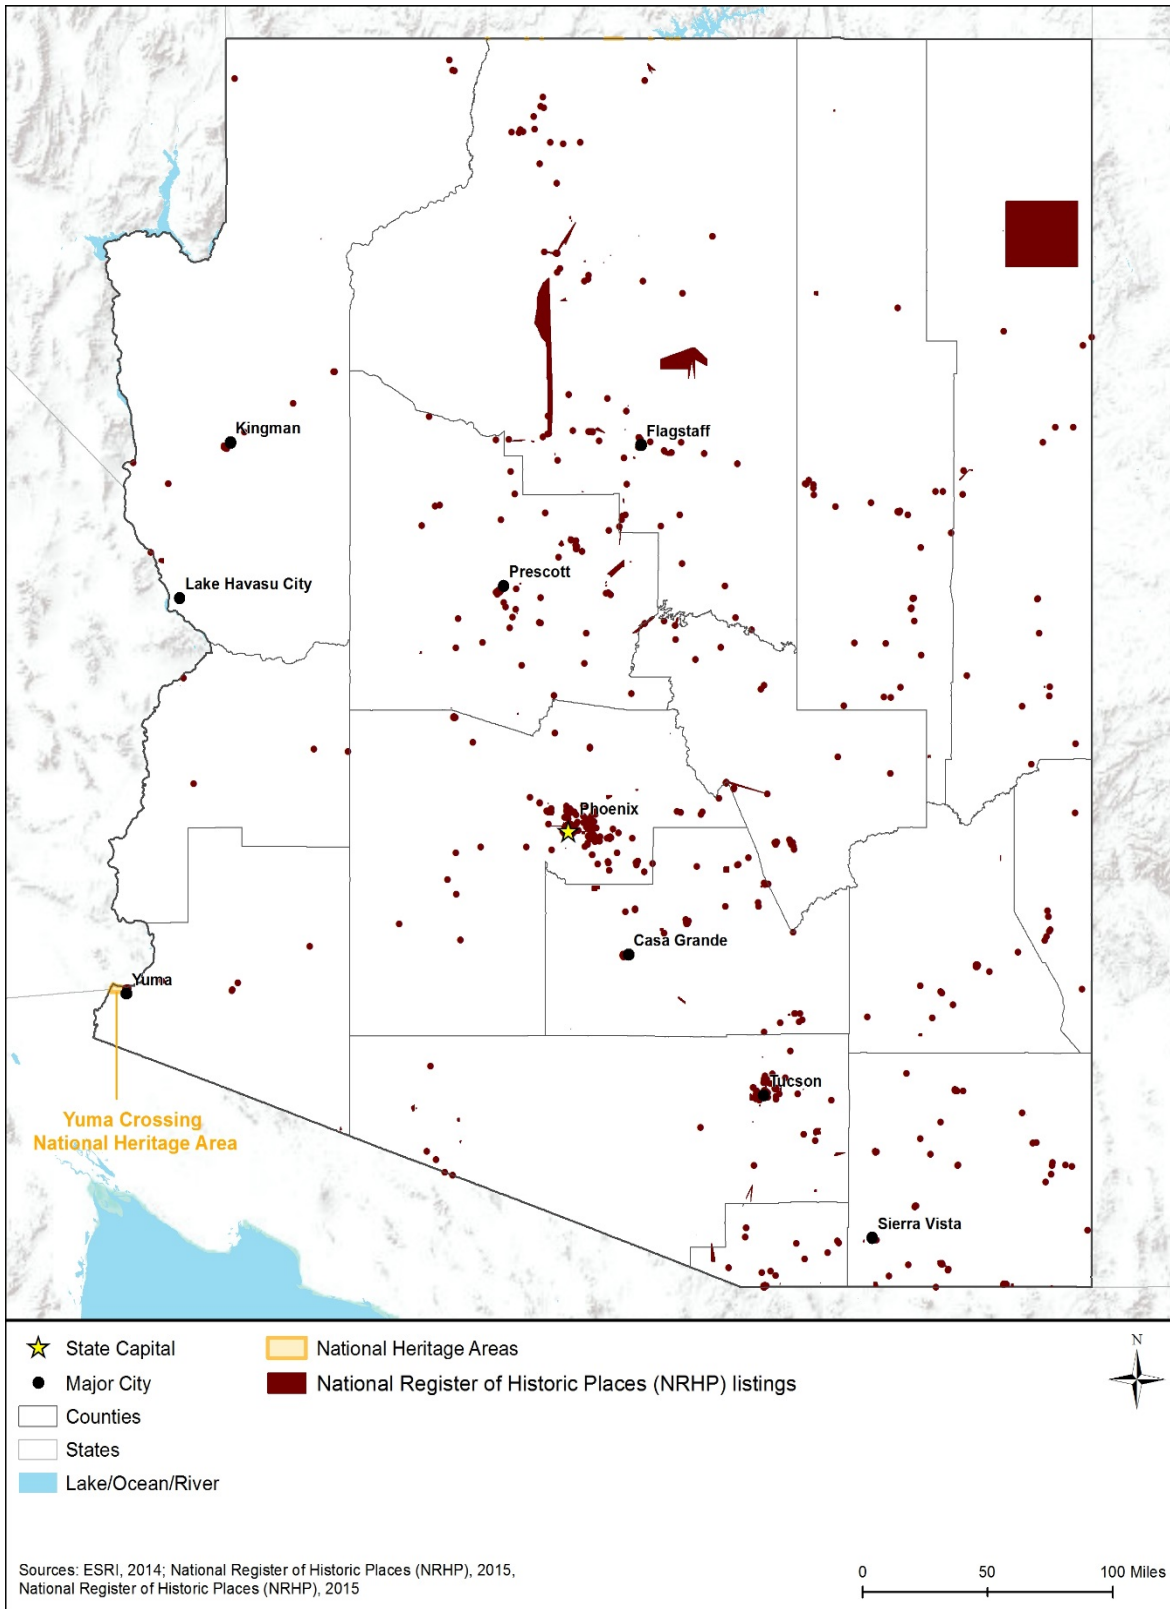 Kingman
Flagstaff
Lake Havasu City
Prescott
Phoenix
Casa Grande
Yuma
Yuma Crossing
National Heritage Area
Tucson
Sierra Vista
State Capital
National Heritage Areas
Major City
National Register of Historic Places (NRHP) listings
Counties
States
Lake/Ocean/River
N
Sources: ESRI, 2014; National Register of Historic Places (NRHP), 2015,
National Register of Historic Places (NRHP), 2015
0 50 100 Miles